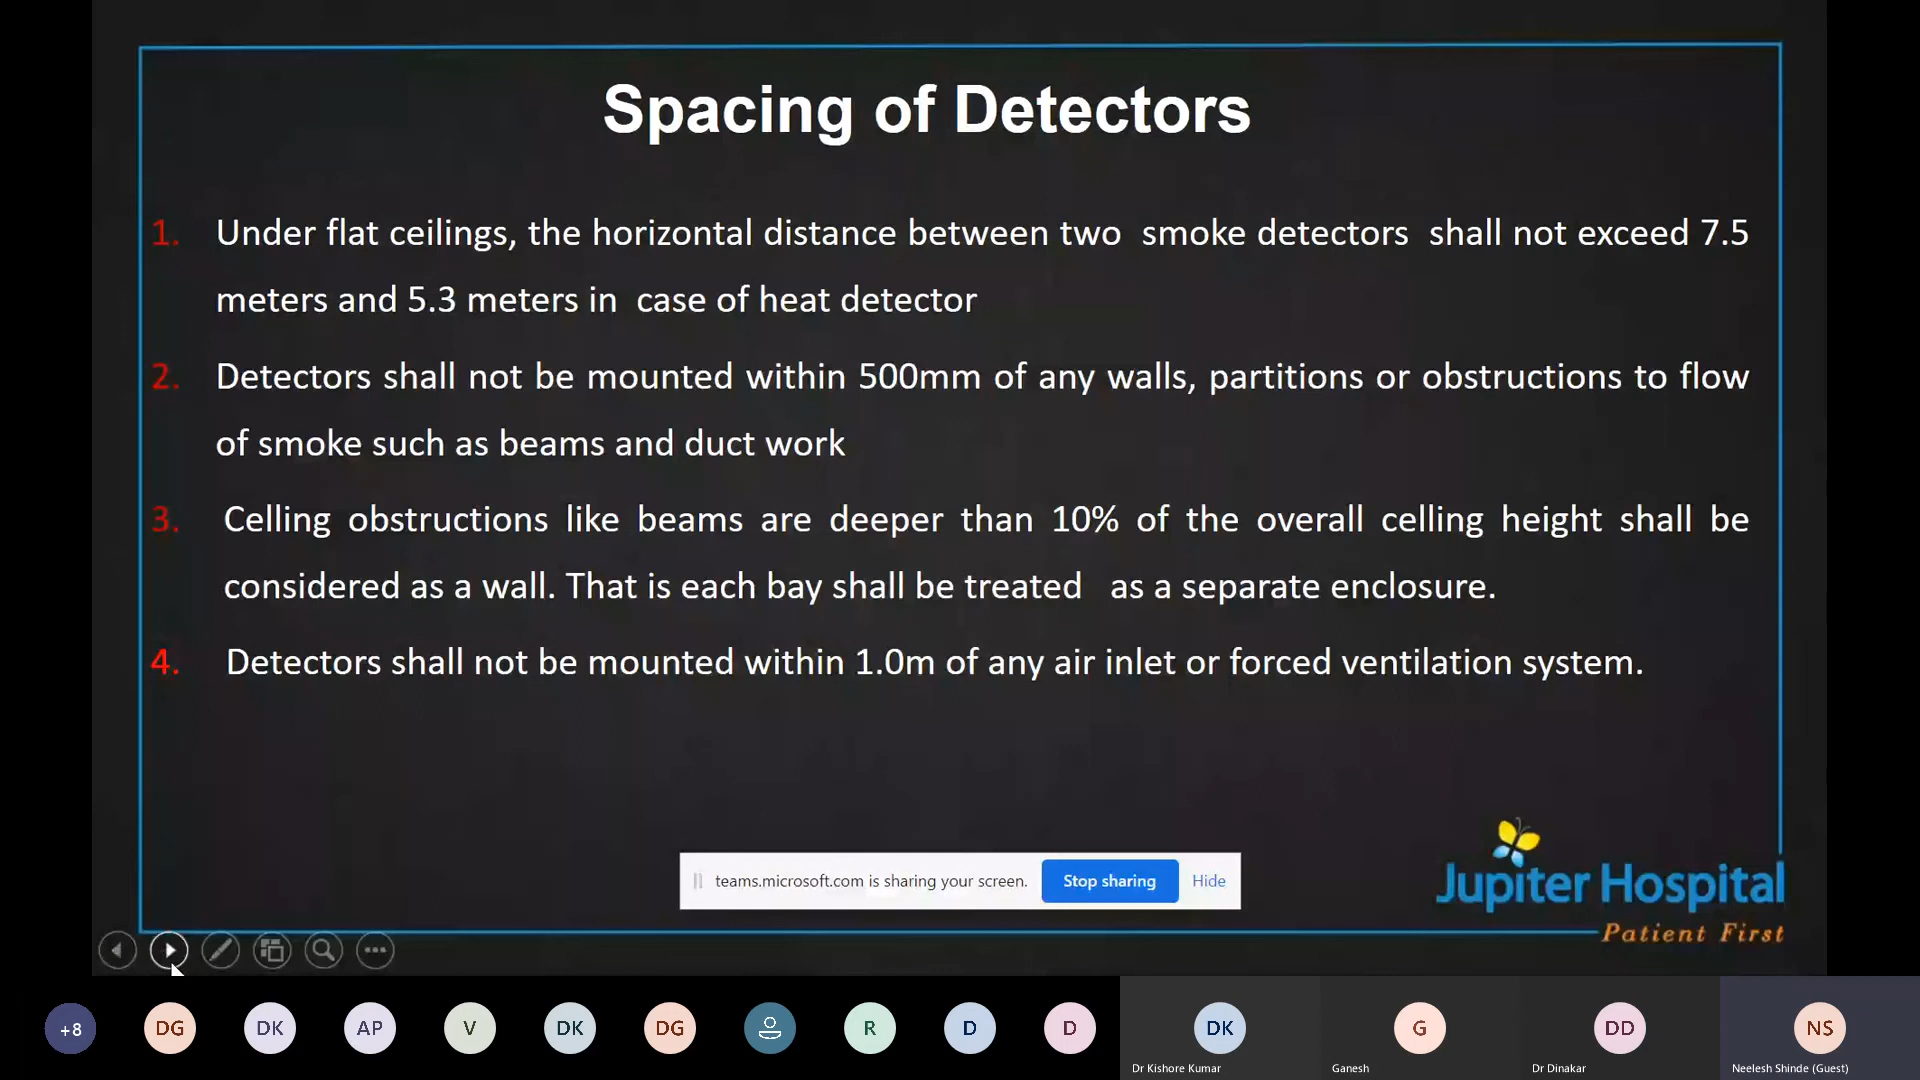 Spacing of Detectors
1. Under flat ceilings, the horizontal distance between two smoke detectors shall not exceed 7.5
meters and 5.3 meters in case of heat detector
2. Detectors shall not be mounted within 500mm of any walls, partitions or obstructions to flow
of smoke such as beams and duct work
3. Celling obstructions like beams are deeper than 10% of the overall celling height shall be
considered as a wall. That is each bay shall be treated as a separate enclosure.
4. Detectors shall not be mounted within 1.0m of any air inlet or forced ventilation system.
teams.microsoft.com is sharing your screen. Stop sharing Hide
Jupiter Hospital
Patient First
+8 DG DK AP V DK DG R D D DK G DD NS
Dr Kishore Kumar Ganesh Dr Dinakar Neelesh Shinde (Guest)